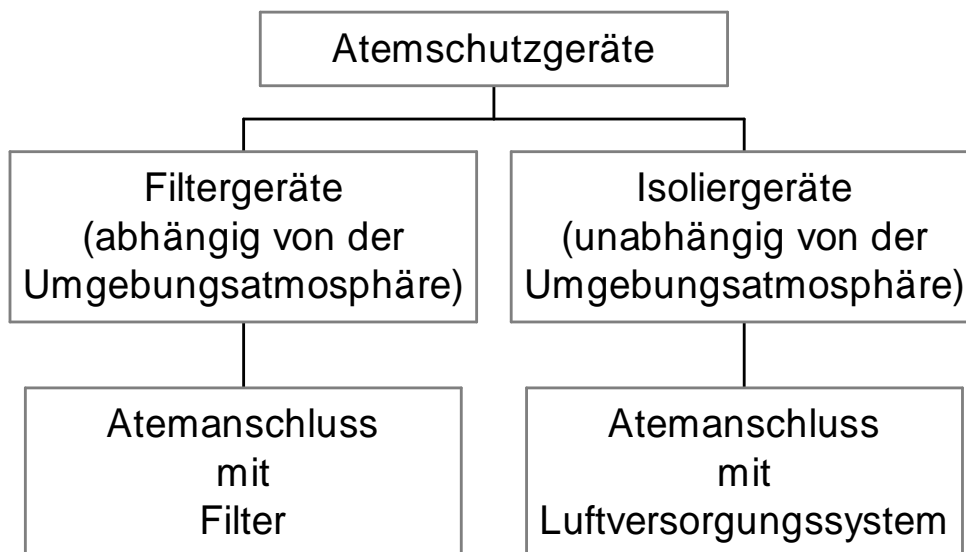 Atemschutzgeräte
Filtergeräte
(abhängig von der
Umgebungsatmosphäre)
Isoliergeräte
(unabhängig von der
Umgebungsatmosphäre)
Atemanschluss
mit
Filter
Atemanschluss
mit
Luftversorgungssystem